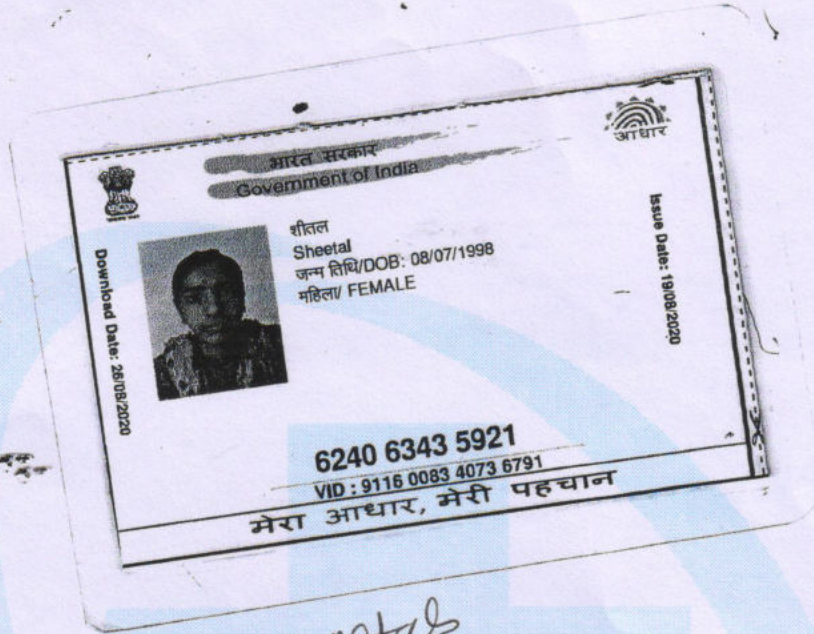 भारत सरकार
Government of India
आधार
शीतल
Sheetal
जन्म तिथि/DOB: 08/07/1998
महिला/ FEMALE
Download Date: 26/08/2020
Issue Date: 19/08/2020
6240 6343 5921
VID : 9116 0083 4073 6791
मेरा आधार, मेरी पहचान